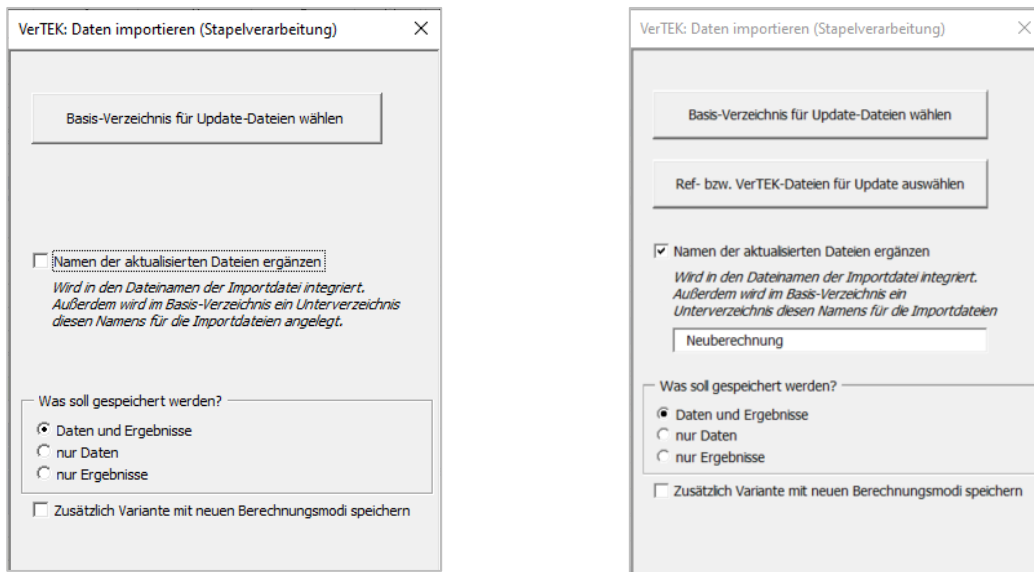 VerTEK: Daten importieren (Stapelverarbeitung)
Basis-Verzeichnis für Update-Dateien wählen
Namen der aktualisierten Dateien ergänzen
Wird in den Dateinamen der Importdatei integriert.
Außerdem wird im Basis-Verzeichnis ein Unterverzeichnis
diesen Namens für die Importdateien angelegt.
Was soll gespeichert werden?
Daten und Ergebnisse
nur Daten
nur Ergebnisse
Zusätzlich Variante mit neuen Berechnungsmodi speichern
VerTEK: Daten importieren (Stapelverarbeitung)
Basis-Verzeichnis für Update-Dateien wählen
Ref- bzw. VerTEK-Dateien für Update auswählen
Namen der aktualisierten Dateien ergänzen
Wird in den Dateinamen der Importdatei integriert.
Außerdem wird im Basis-Verzeichnis ein
Unterverzeichnis diesen Namens für die Importdateien
Neuberechnung
Was soll gespeichert werden?
Daten und Ergebnisse
nur Daten
nur Ergebnisse
Zusätzlich Variante mit neuen Berechnungsmodi speichern